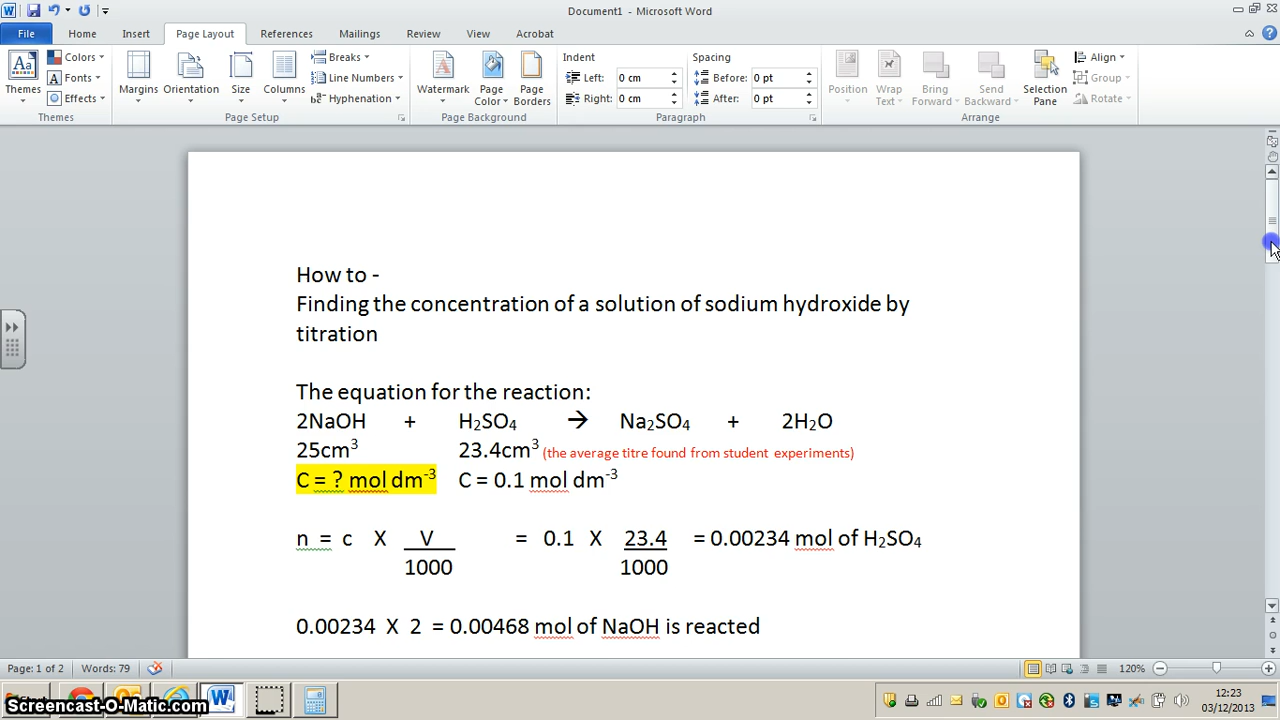 Document1 - Microsoft Word
File Home Insert Page Layout References Mailings Review View Acrobat
Themes
Colors
Fonts
Effects
Themes
Margins
Orientation
Size
Columns
Breaks
Line Numbers
Hyphenation
Page Setup
Watermark
Page Color
Page Borders
Page Background
Indent
Left: 0 cm
Right: 0 cm
Spacing
Before: 0 pt
After: 0 pt
Paragraph
Position
Wrap Text
Bring Forward
Send Backward
Selection Pane
Align
Group
Rotate
Arrange
How to -
Finding the concentration of a solution of sodium hydroxide by
titration
The equation for the reaction:
2NaOH + H₂SO₄ → Na₂SO₄ + 2H₂O
25cm³ 23.4cm³ (the average titre found from student experiments)
C = ? mol dm⁻³ C = 0.1 mol dm⁻³
n = c X V = 0.1 X 23.4 = 0.00234 mol of H₂SO₄
1000 1000
0.00234 X 2 = 0.00468 mol of NaOH is reacted
Page: 1 of 2 Words: 79 120%
Screencast-O-Matic.com
12:23
03/12/2013